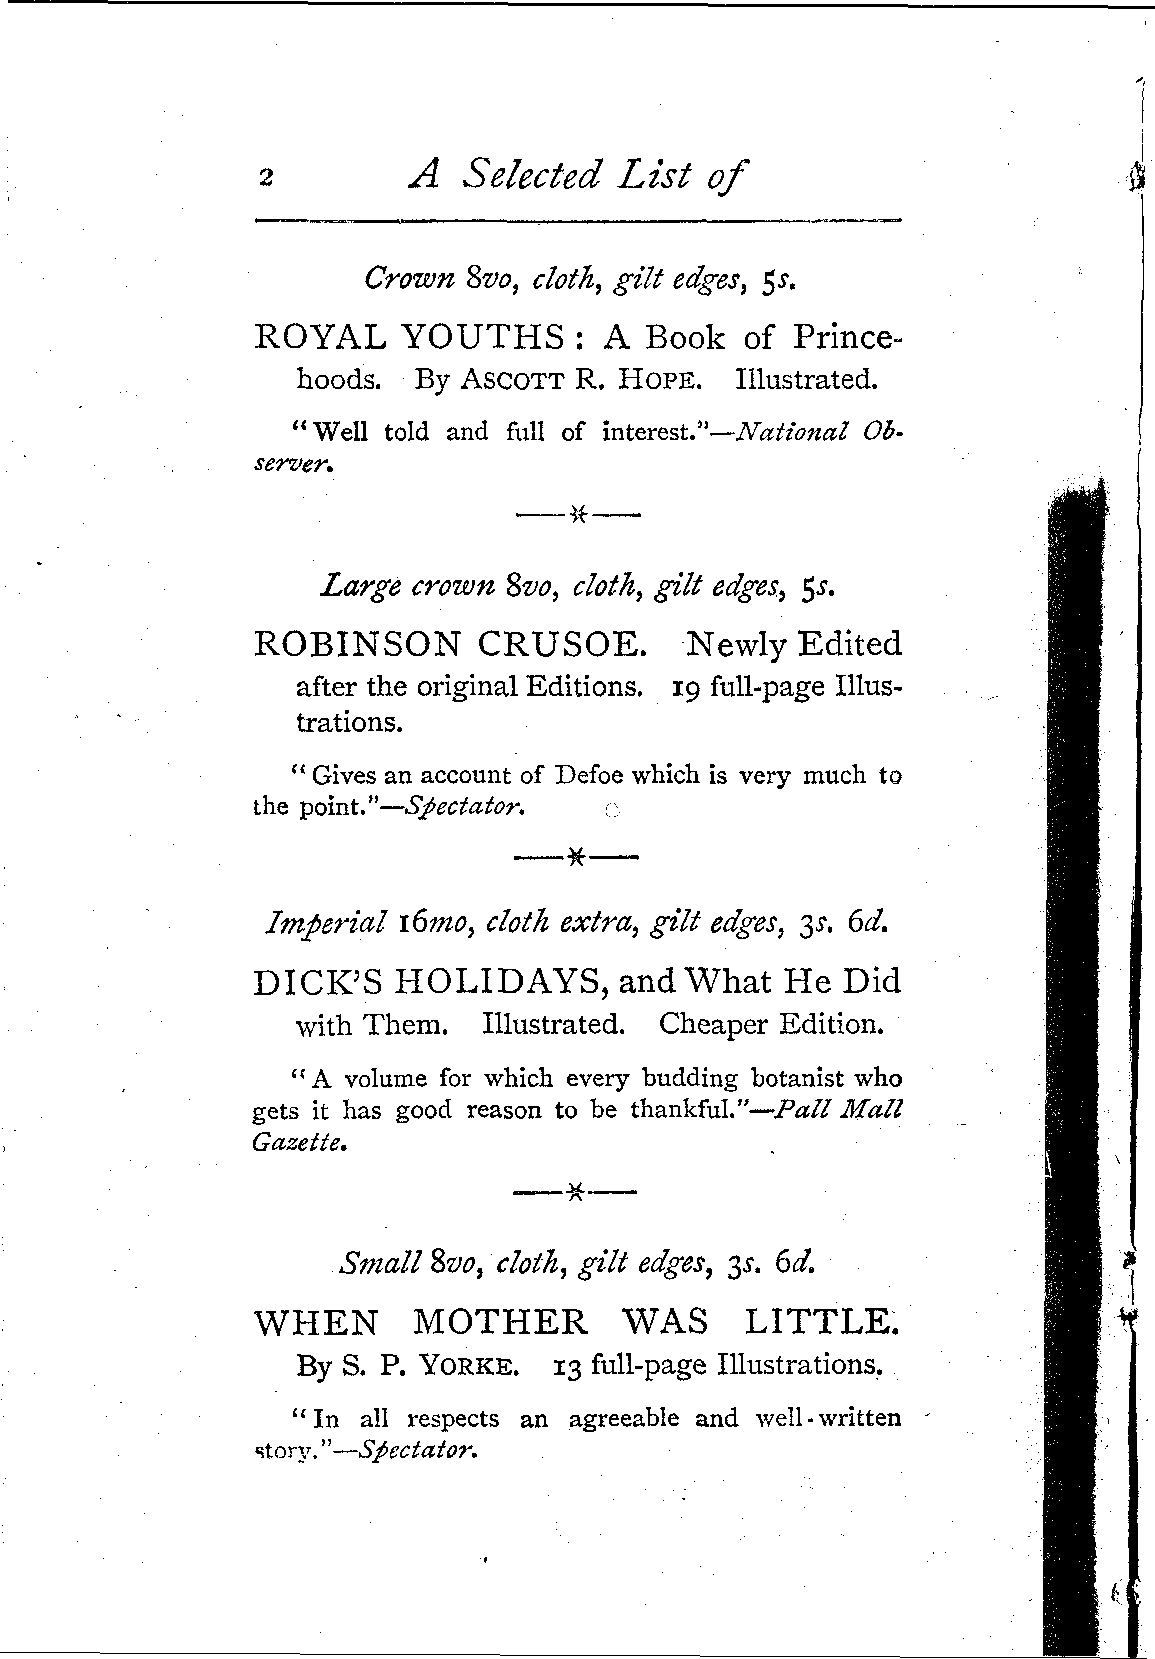 2 A Selected List of
Crown 8vo, cloth, gilt edges, 5s.
ROYAL YOUTHS : A Book of Prince-
hoods. By ASCOTT R. HOPE. Illustrated.
“Well told and full of interest.”—National Ob-
server.
—*—
Large crown 8vo, cloth, gilt edges, 5s.
ROBINSON CRUSOE. Newly Edited
after the original Editions. 19 full-page Illus-
trations.
“Gives an account of Defoe which is very much to
the point.”—Spectator.
—*—
Imperial 16mo, cloth extra, gilt edges, 3s. 6d.
DICK’S HOLIDAYS, and What He Did
with Them. Illustrated. Cheaper Edition.
“A volume for which every budding botanist who
gets it has good reason to be thankful.”—Pall Mall
Gazette.
—*—
Small 8vo, cloth, gilt edges, 3s. 6d.
WHEN MOTHER WAS LITTLE.
By S. P. YORKE. 13 full-page Illustrations.
“In all respects an agreeable and well-written
story.”—Spectator.